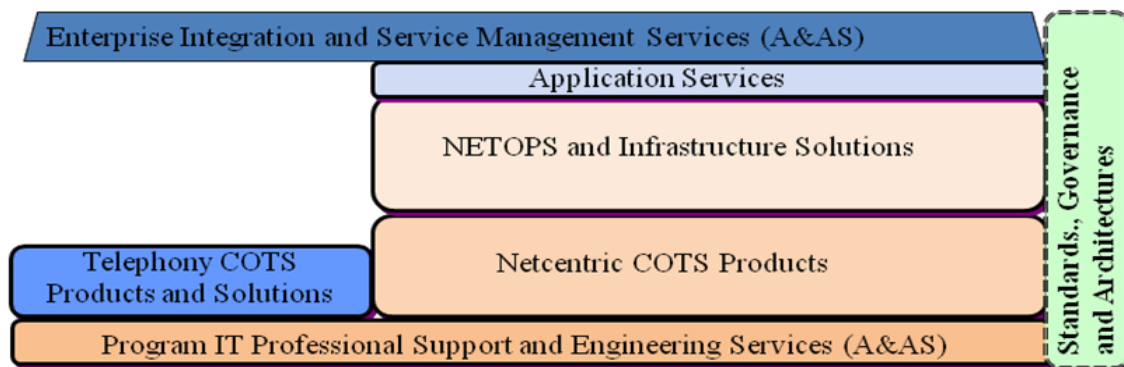 Enterprise Integration and Service Management Services (A&AS)
Application Services
NETOPS and Infrastructure Solutions
Telephony COTS
Products and Solutions
Netcentric COTS Products
Program IT Professional Support and Engineering Services (A&AS)
Standards., Governance
and Architectures